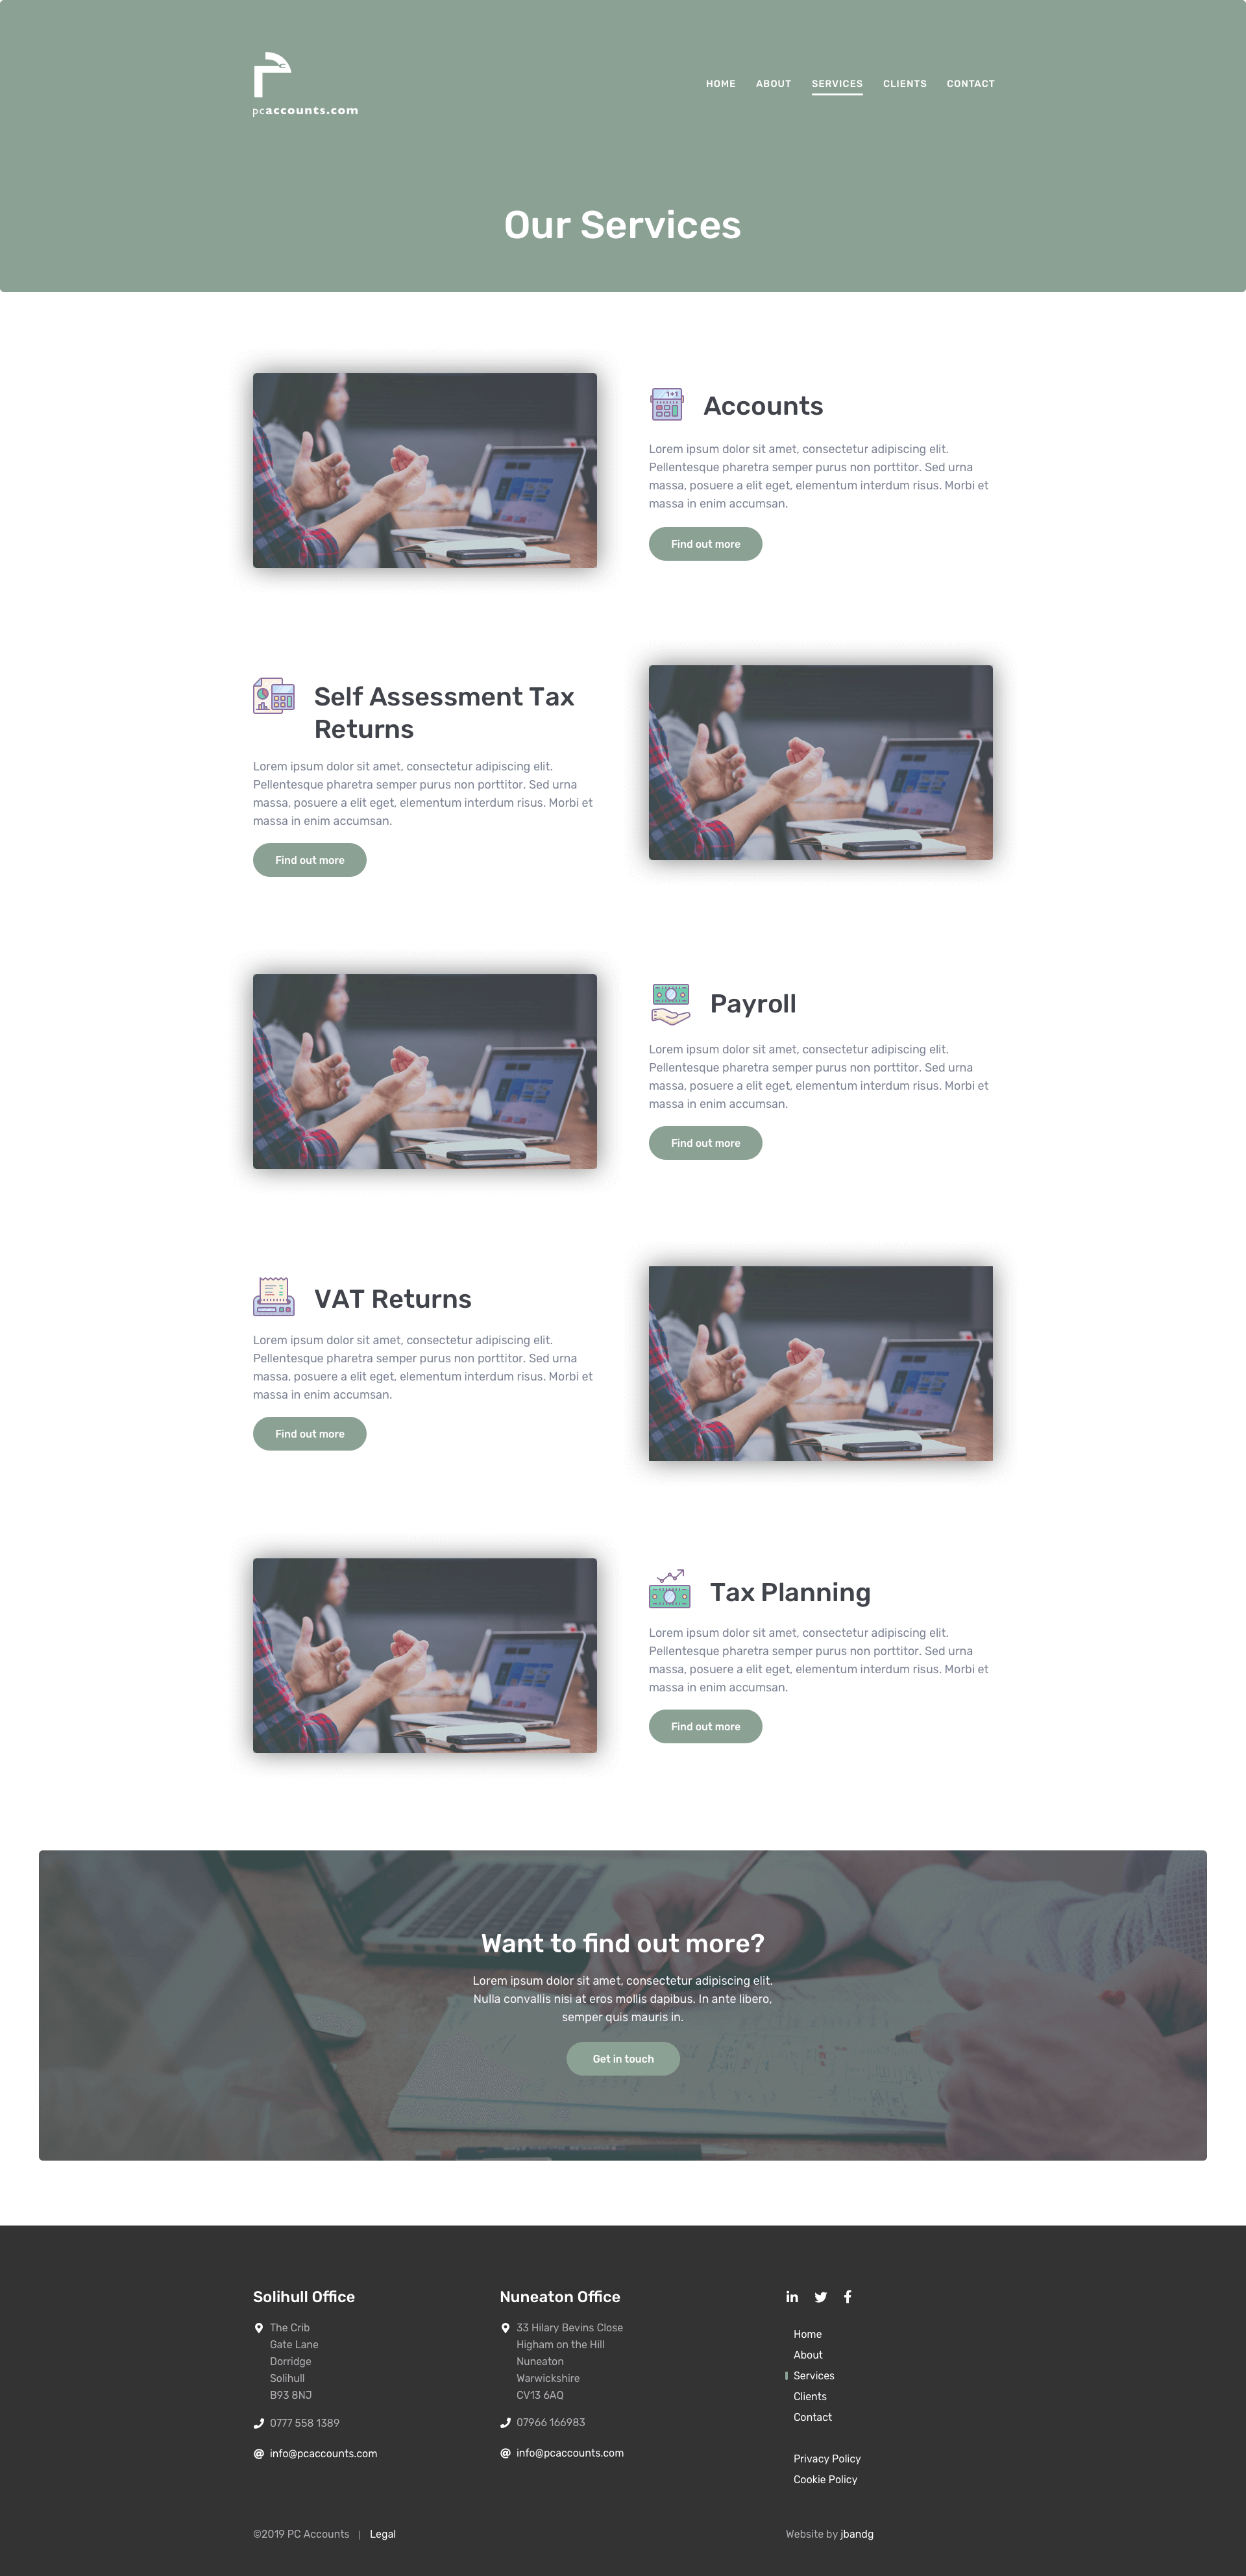 pcaccounts.com
HOME ABOUT SERVICES CLIENTS CONTACT
Our Services
1+1
Accounts
Lorem ipsum dolor sit amet, consectetur adipiscing elit.
Pellentesque pharetra semper purus non porttitor. Sed urna
massa, posuere a elit eget, elementum interdum risus. Morbi et
massa in enim accumsan.
Find out more
Self Assessment Tax
Returns
Lorem ipsum dolor sit amet, consectetur adipiscing elit.
Pellentesque pharetra semper purus non porttitor. Sed urna
massa, posuere a elit eget, elementum interdum risus. Morbi et
massa in enim accumsan.
Find out more
Payroll
Lorem ipsum dolor sit amet, consectetur adipiscing elit.
Pellentesque pharetra semper purus non porttitor. Sed urna
massa, posuere a elit eget, elementum interdum risus. Morbi et
massa in enim accumsan.
Find out more
VAT Returns
Lorem ipsum dolor sit amet, consectetur adipiscing elit.
Pellentesque pharetra semper purus non porttitor. Sed urna
massa, posuere a elit eget, elementum interdum risus. Morbi et
massa in enim accumsan.
Find out more
Tax Planning
Lorem ipsum dolor sit amet, consectetur adipiscing elit.
Pellentesque pharetra semper purus non porttitor. Sed urna
massa, posuere a elit eget, elementum interdum risus. Morbi et
massa in enim accumsan.
Find out more
Want to find out more?
Lorem ipsum dolor sit amet, consectetur adipiscing elit.
Nulla convallis nisi at eros mollis dapibus. In ante libero,
semper quis mauris in.
Get in touch
Solihull Office
The Crib
Gate Lane
Dorridge
Solihull
B93 8NJ
0777 558 1389
info@pcaccounts.com
Nuneaton Office
33 Hilary Bevins Close
Higham on the Hill
Nuneaton
Warwickshire
CV13 6AQ
07966 166983
info@pcaccounts.com
Home
About
Services
Clients
Contact
Privacy Policy
Cookie Policy
©2019 PC Accounts | Legal
Website by jbandg